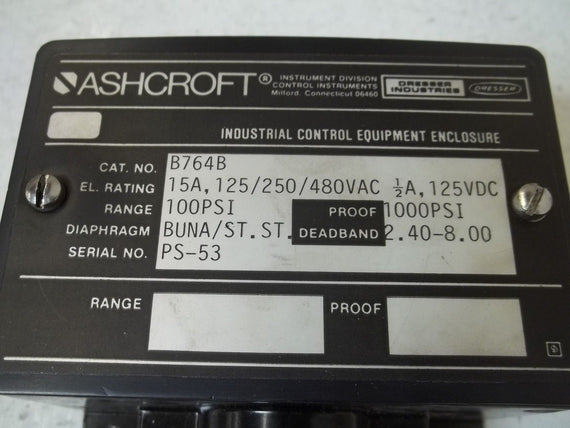 ASHCROFT®
INSTRUMENT DIVISION
CONTROL INSTRUMENTS
Milford, Connecticut 06460
DRESSER
INDUSTRIES
DRESSER
INDUSTRIAL CONTROL EQUIPMENT ENCLOSURE
CAT. NO. B764B
EL. RATING 15A,125/250/480VAC ½A,125VDC
RANGE 100PSI PROOF 1000PSI
DIAPHRAGM BUNA/ST.ST. DEADBAND 2.40-8.00
SERIAL NO. PS-53
RANGE PROOF